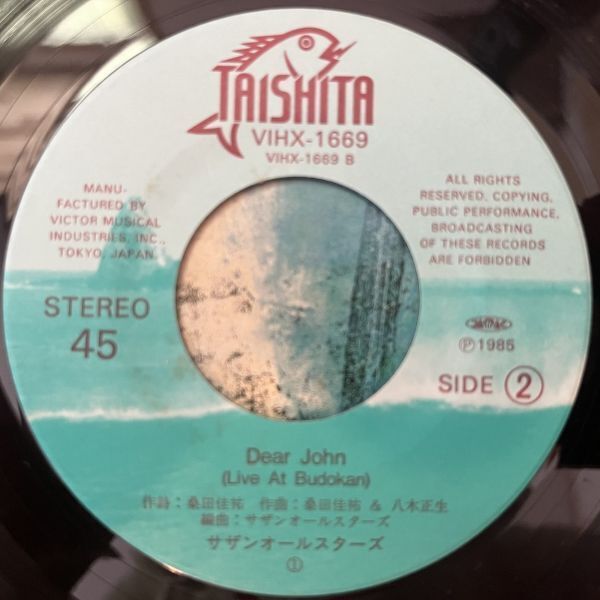 TAISHITA
VIHX-1669
VIHX-1669 B
MANU-
FACTURED BY
VICTOR MUSICAL
INDUSTRIES, INC.,
TOKYO, JAPAN
ALL RIGHTS
RESERVED, COPYING,
PUBLIC PERFORMANCE,
BROADCASTING
OF THESE RECORDS
ARE FORBIDDEN
STEREO
45
JASRAC
Ⓟ1985
SIDE ②
Dear John
(Live At Budokan)
作詩：桑田佳祐 作曲：桑田佳祐 & 八木正生
編曲：サザンオールスターズ
サザンオールスターズ
①